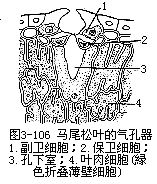 1
2
3
4
图3-106 马尾松叶的气孔器
1.副卫细胞；2.保卫细胞；
3.孔下室；4.叶肉细胞(绿
色折叠薄壁细胞)